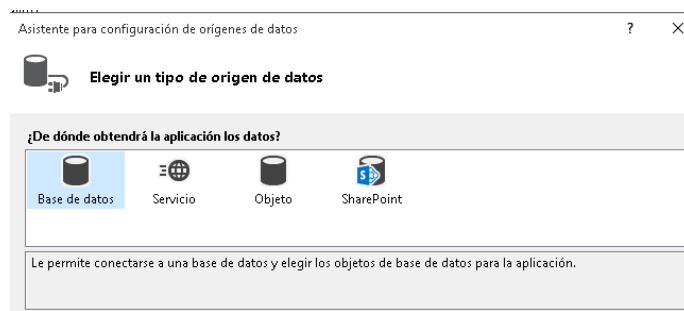 Asistente para configuración de orígenes de datos
?
X
Elegir un tipo de origen de datos
¿De dónde obtendrá la aplicación los datos?
Base de datos Servicio Objeto SharePoint
Le permite conectarse a una base de datos y elegir los objetos de base de datos para la aplicación.